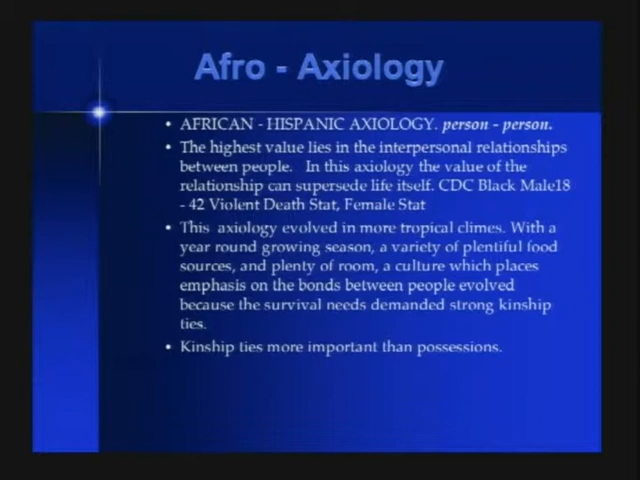 Afro - Axiology
• AFRICAN - HISPANIC AXIOLOGY. person - person.
• The highest value lies in the interpersonal relationships
between people. In this axiology the value of the
relationship can supersede life itself. CDC Black Male18
- 42 Violent Death Stat, Female Stat
• This axiology evolved in more tropical climes. With a
year round growing season, a variety of plentiful food
sources, and plenty of room, a culture which places
emphasis on the bonds between people evolved
because the survival needs demanded strong kinship
ties.
• Kinship ties more important than possessions.